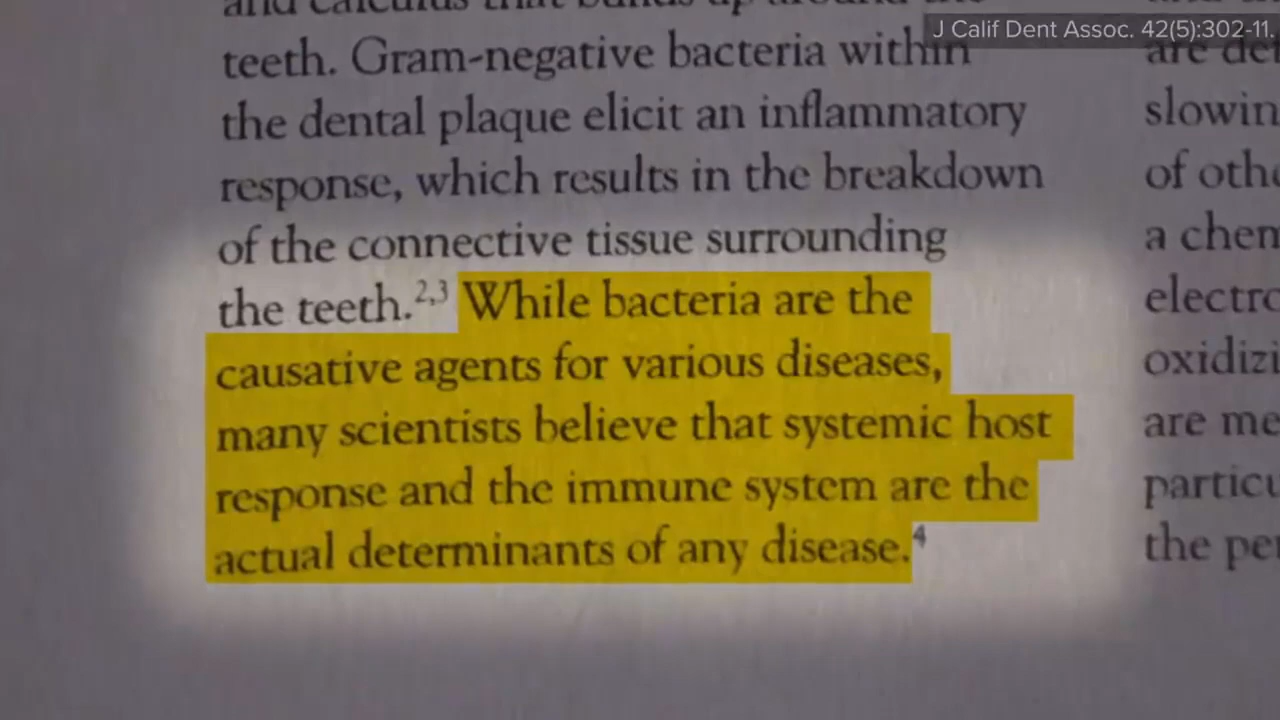 J Calif Dent Assoc. 42(5):302-11.
teeth. Gram-negative bacteria within
the dental plaque elicit an inflammatory
response, which results in the breakdown
of the connective tissue surrounding
the teeth.2,3 While bacteria are the
causative agents for various diseases,
many scientists believe that systemic host
response and the immune system are the
actual determinants of any disease.4
are
slowin
of oth
a chem
electro
oxidizi
are me
particu
the per